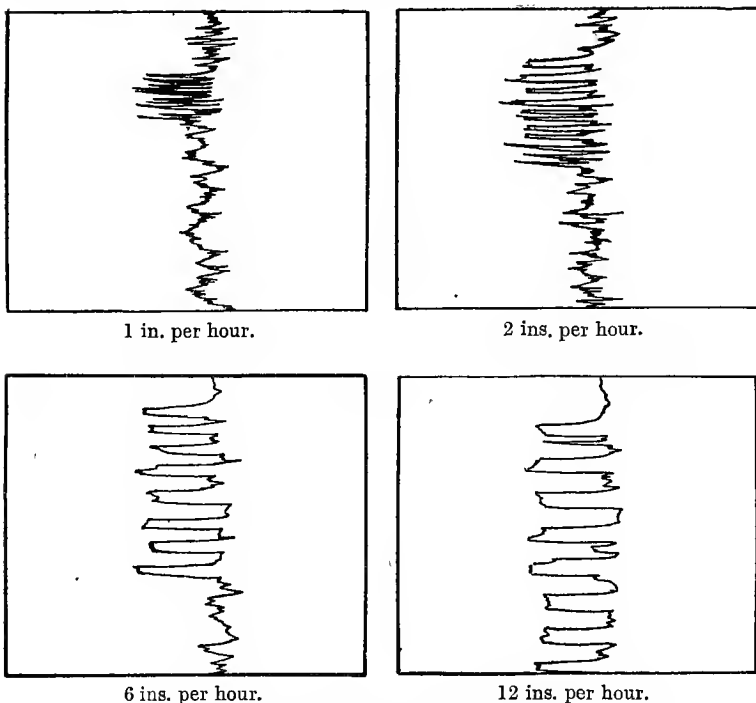 1 in. per hour.
2 ins. per hour.
6 ins. per hour.
12 ins. per hour.